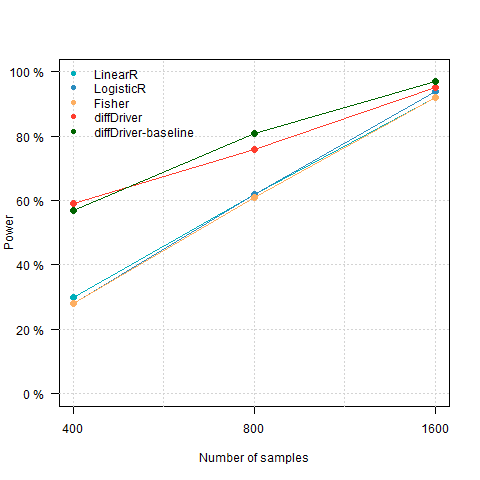 100 %
80 %
60 %
40 %
20 %
0 %
Power
LinearR
LogisticR
Fisher
diffDriver
diffDriver-baseline
400
800
1600
Number of samples